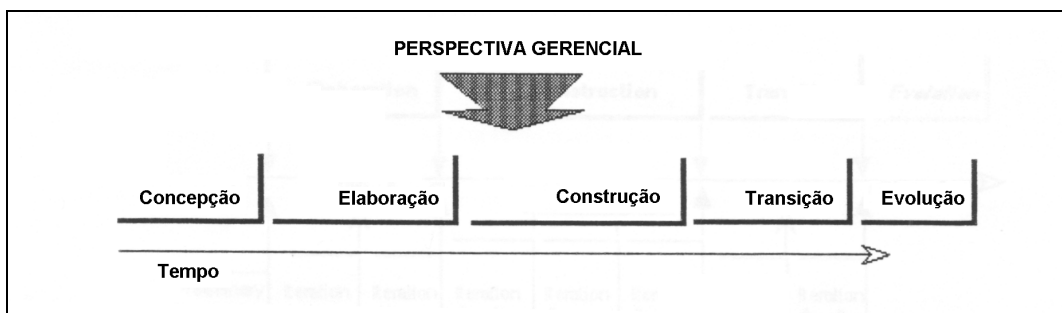 PERSPECTIVA GERENCIAL
Concepção Elaboração Construção Transição Evolução
Tempo